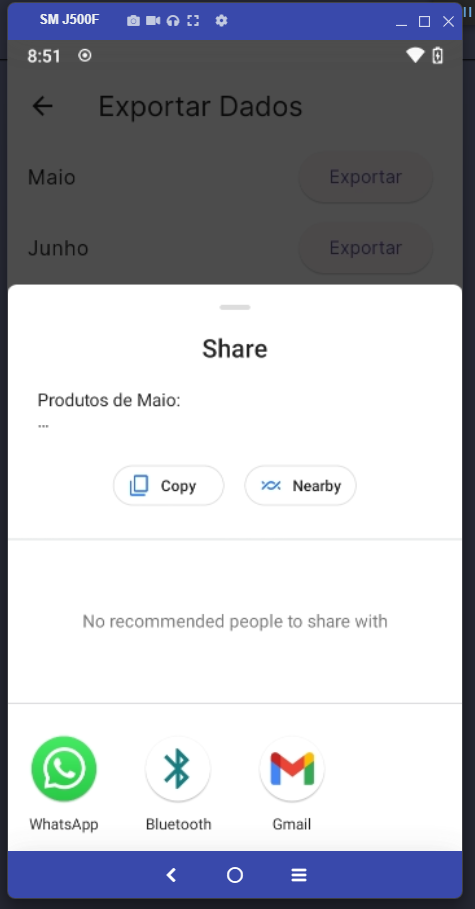 SM J500F
8:51
Exportar Dados
Maio
Exportar
Junho
Exportar
Share
Produtos de Maio:
...
Copy
Nearby
No recommended people to share with
WhatsApp
Bluetooth
Gmail